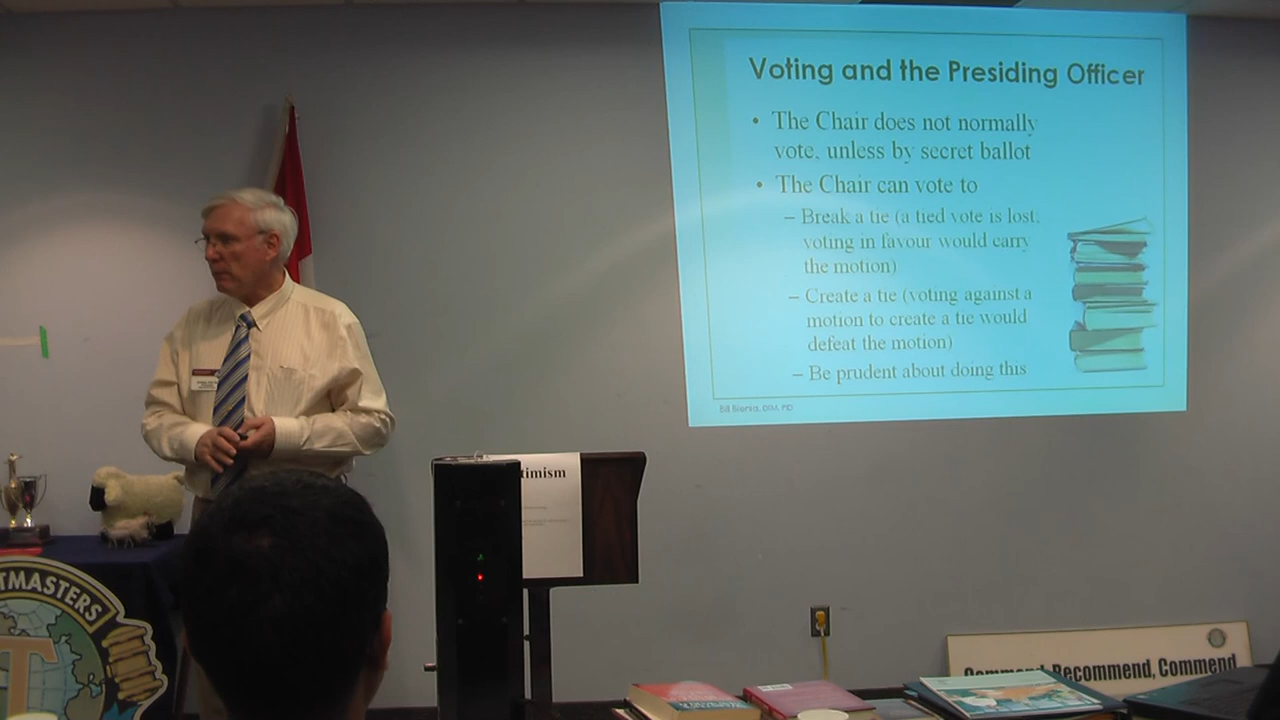 Voting and the Presiding Officer
• The Chair does not normally
vote, unless by secret ballot
• The Chair can vote to
– Break a tie (a tied vote is lost;
voting in favour would carry
the motion)
– Create a tie (voting against a
motion to create a tie would
defeat the motion)
– Be prudent about doing this
Bill Bienia, DTM, PID
timism
TMASTERS
T
Command, Recommend, Commend